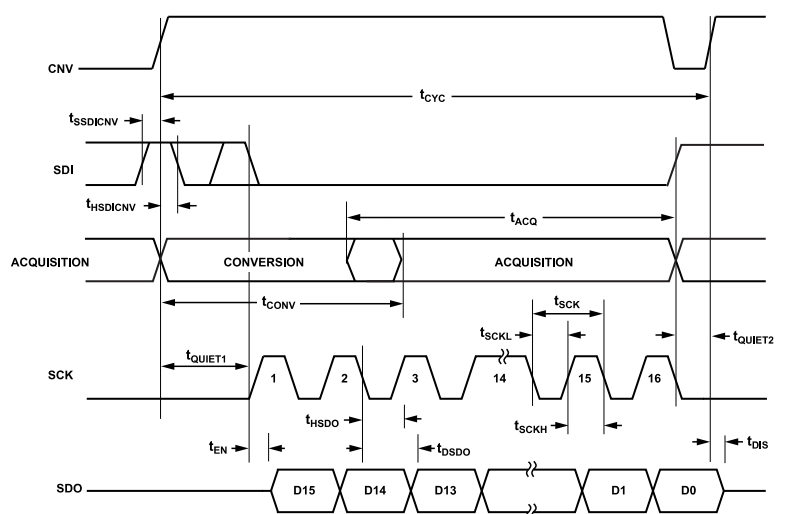 CNV
tCYC
tSSDICNV
SDI
tHSDICNV
tACQ
ACQUISITION CONVERSION ACQUISITION
tCONV
tSCK
tSCKL
tQUIET2
tQUIET1
SCK 1 2 3 14 15 16
tHSDO
tSCKH
tEN
tDSDO
tDIS
SDO D15 D14 D13 D1 D0